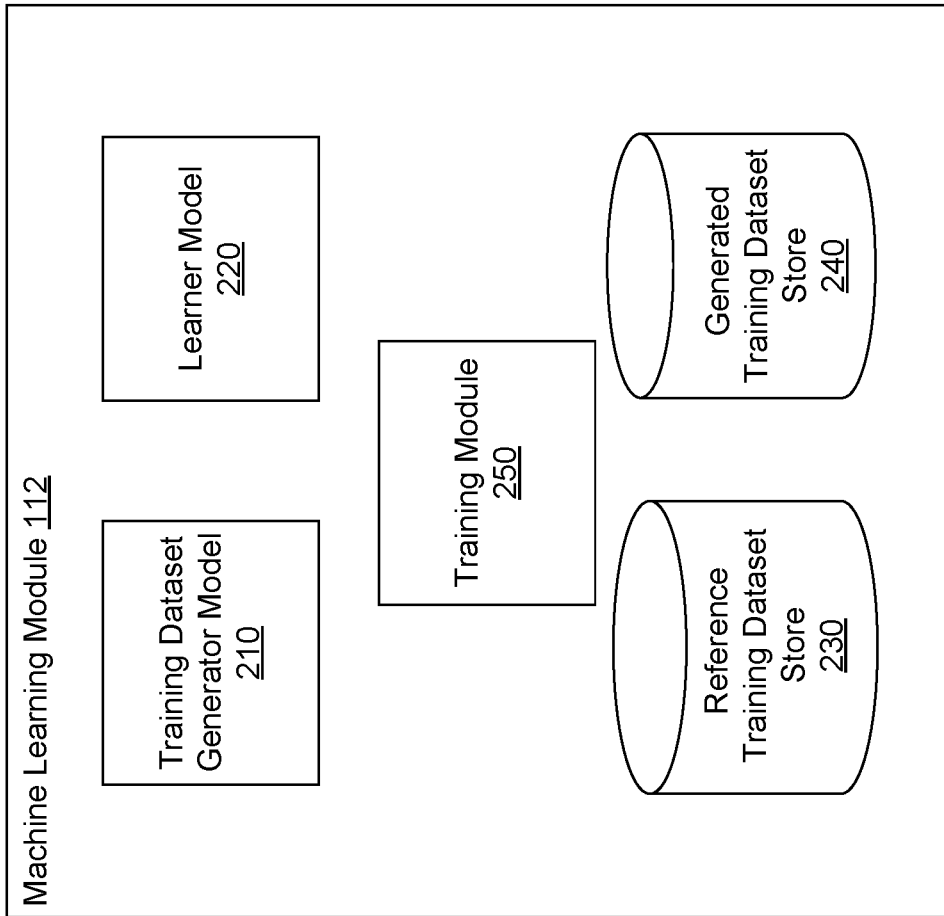 Machine Learning Module 112
Training Dataset
Generator Model
210
Learner Model
220
Training Module
250
Reference
Training Dataset
Store
230
Generated
Training Dataset
Store
240